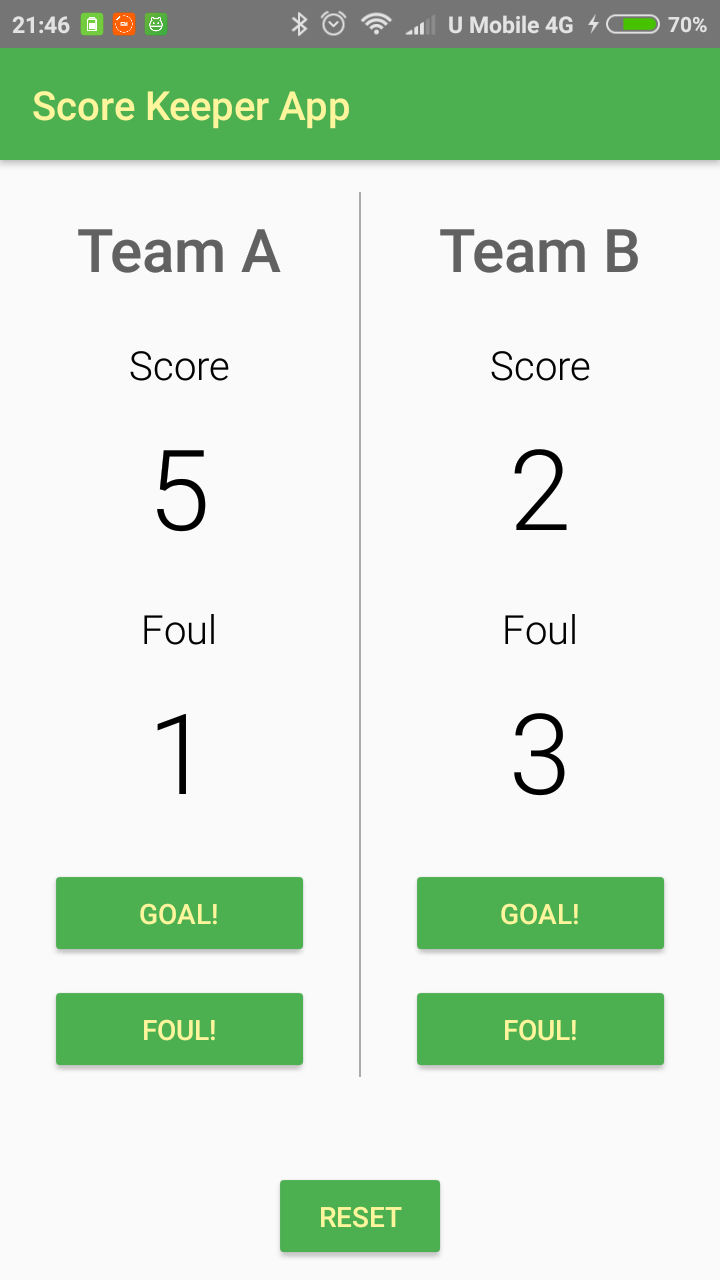 21:46 U Mobile 4G 70%
Score Keeper App
Team A
Score
5
Foul
1
GOAL!
FOUL!
Team B
Score
2
Foul
3
GOAL!
FOUL!
RESET